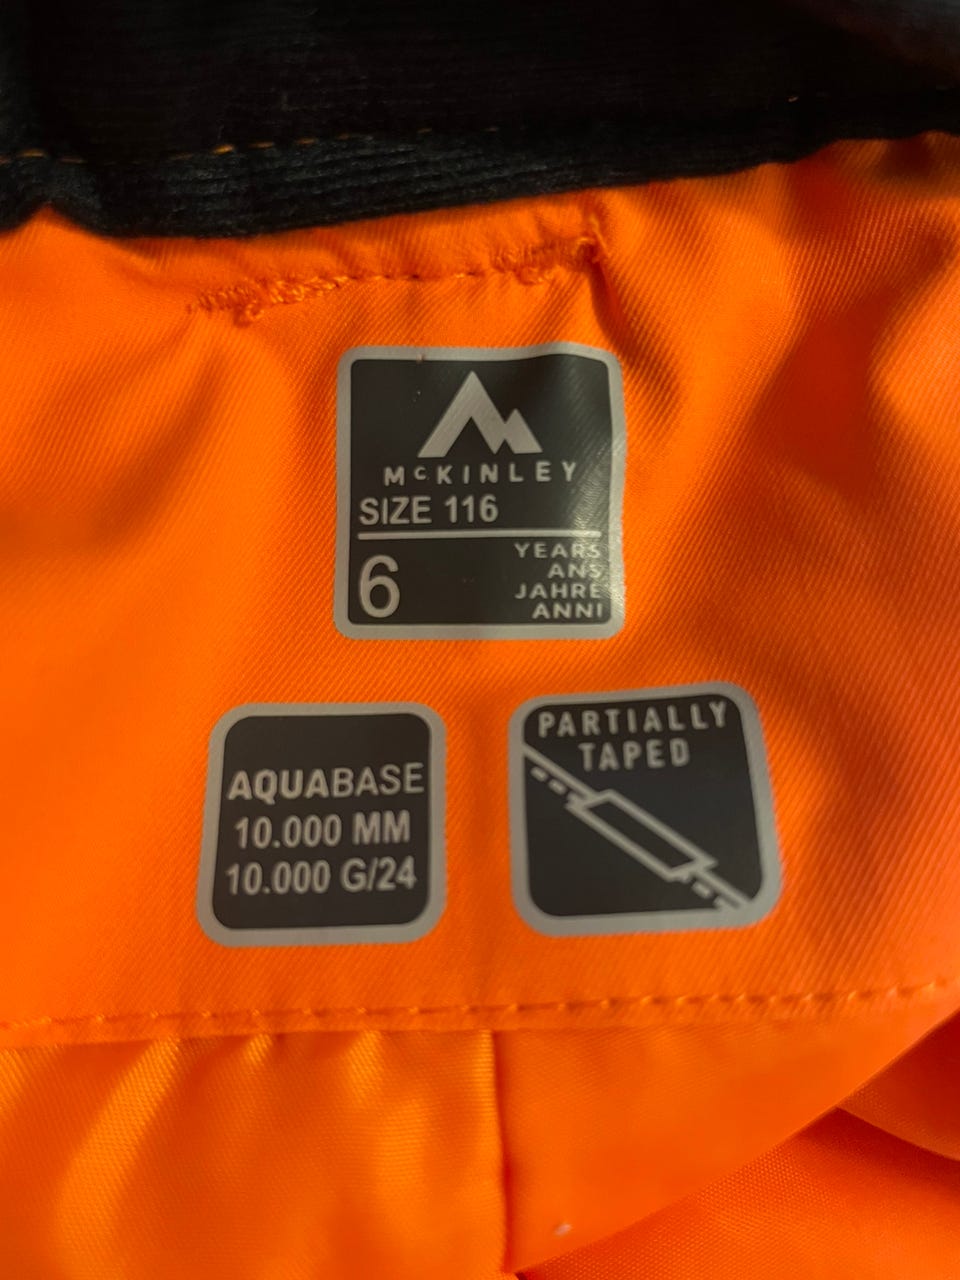 McKINLEY
SIZE 116
6
YEARS
ANS
JAHRE
ANNI
AQUABASE
10.000 MM
10.000 G/24
PARTIALLY
TAPED